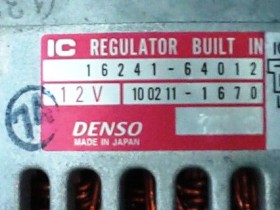 IC REGULATOR BUILT IN
16241-64012
12V 100211-1670
DENSO
MADE IN JAPAN